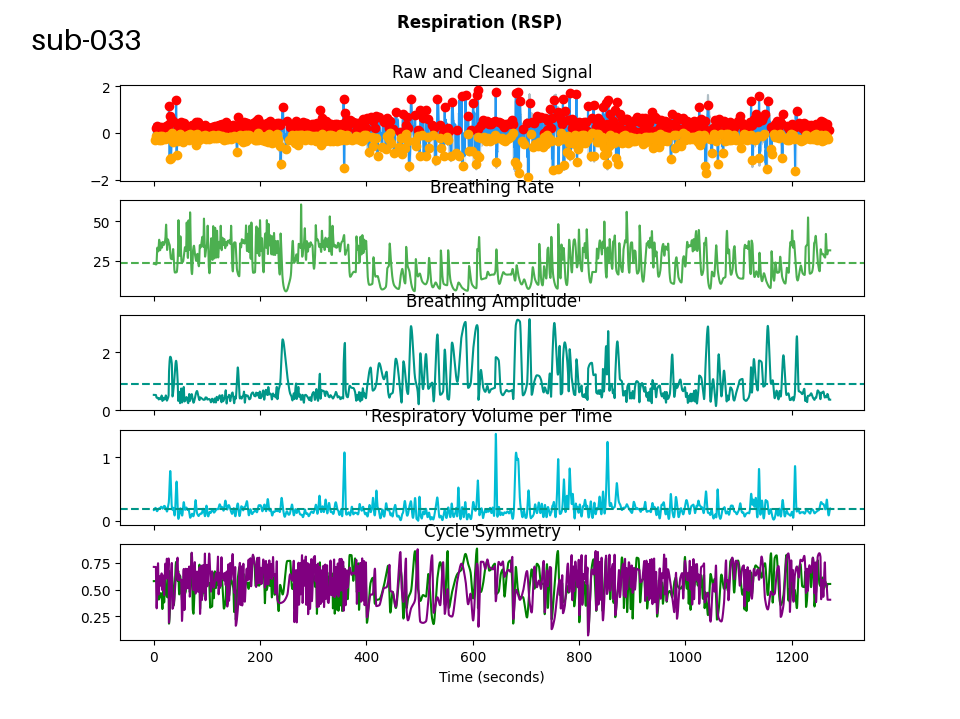 Respiration (RSP)
sub-033
Raw and Cleaned Signal
2
0
−2
Breathing Rate
50
25
Breathing Amplitude
2
0
Respiratory Volume per Time
1
0
Cycle Symmetry
0.75
0.50
0.25
0 200 400 600 800 1000 1200
Time (seconds)